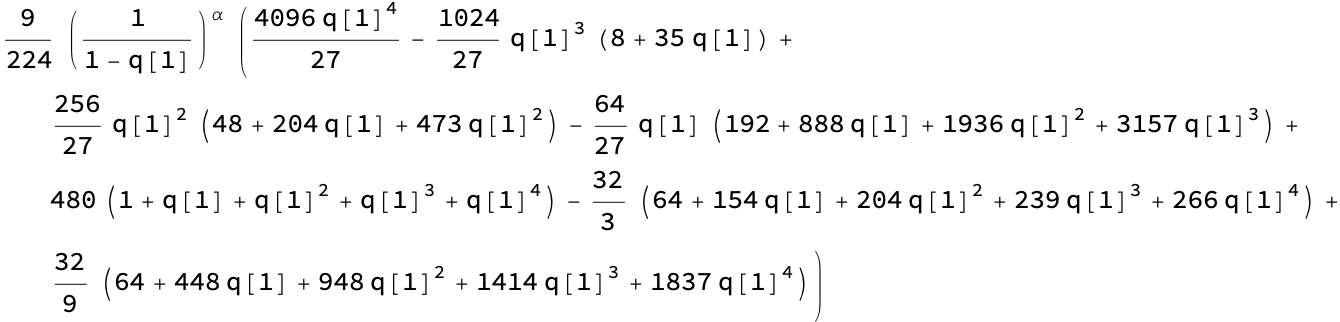 9/224 (1/(1 - q[1]))^α (4096 q[1]^4/27 - 1024/27 q[1]^3 (8 + 35 q[1]) +
256/27 q[1]^2 (48 + 204 q[1] + 473 q[1]^2) - 64/27 q[1] (192 + 888 q[1] + 1936 q[1]^2 + 3157 q[1]^3) +
480 (1 + q[1] + q[1]^2 + q[1]^3 + q[1]^4) - 32/3 (64 + 154 q[1] + 204 q[1]^2 + 239 q[1]^3 + 266 q[1]^4) +
32/9 (64 + 448 q[1] + 948 q[1]^2 + 1414 q[1]^3 + 1837 q[1]^4))